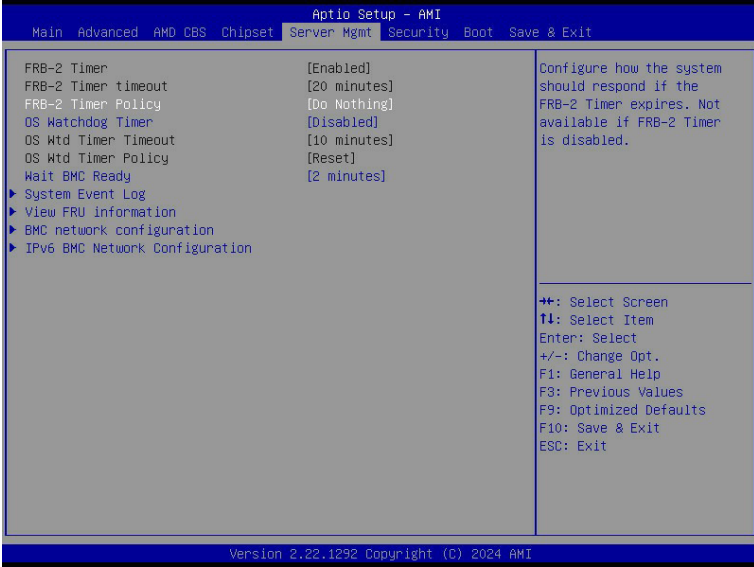 Aptio Setup – AMI
Main Advanced AMD CBS Chipset Server Mgmt Security Boot Save & Exit
FRB-2 Timer [Enabled]
FRB-2 Timer timeout [20 minutes]
FRB-2 Timer Policy [Do Nothing]
OS Watchdog Timer [Disabled]
OS Wtd Timer Timeout [10 minutes]
OS Wtd Timer Policy [Reset]
Wait BMC Ready [2 minutes]
System Event Log
View FRU information
BMC network configuration
IPv6 BMC Network Configuration
Configure how the system
should respond if the
FRB-2 Timer expires. Not
available if FRB-2 Timer
is disabled.
→←: Select Screen
↑↓: Select Item
Enter: Select
+/-: Change Opt.
F1: General Help
F3: Previous Values
F9: Optimized Defaults
F10: Save & Exit
ESC: Exit
Version 2.22.1292 Copyright (C) 2024 AMI